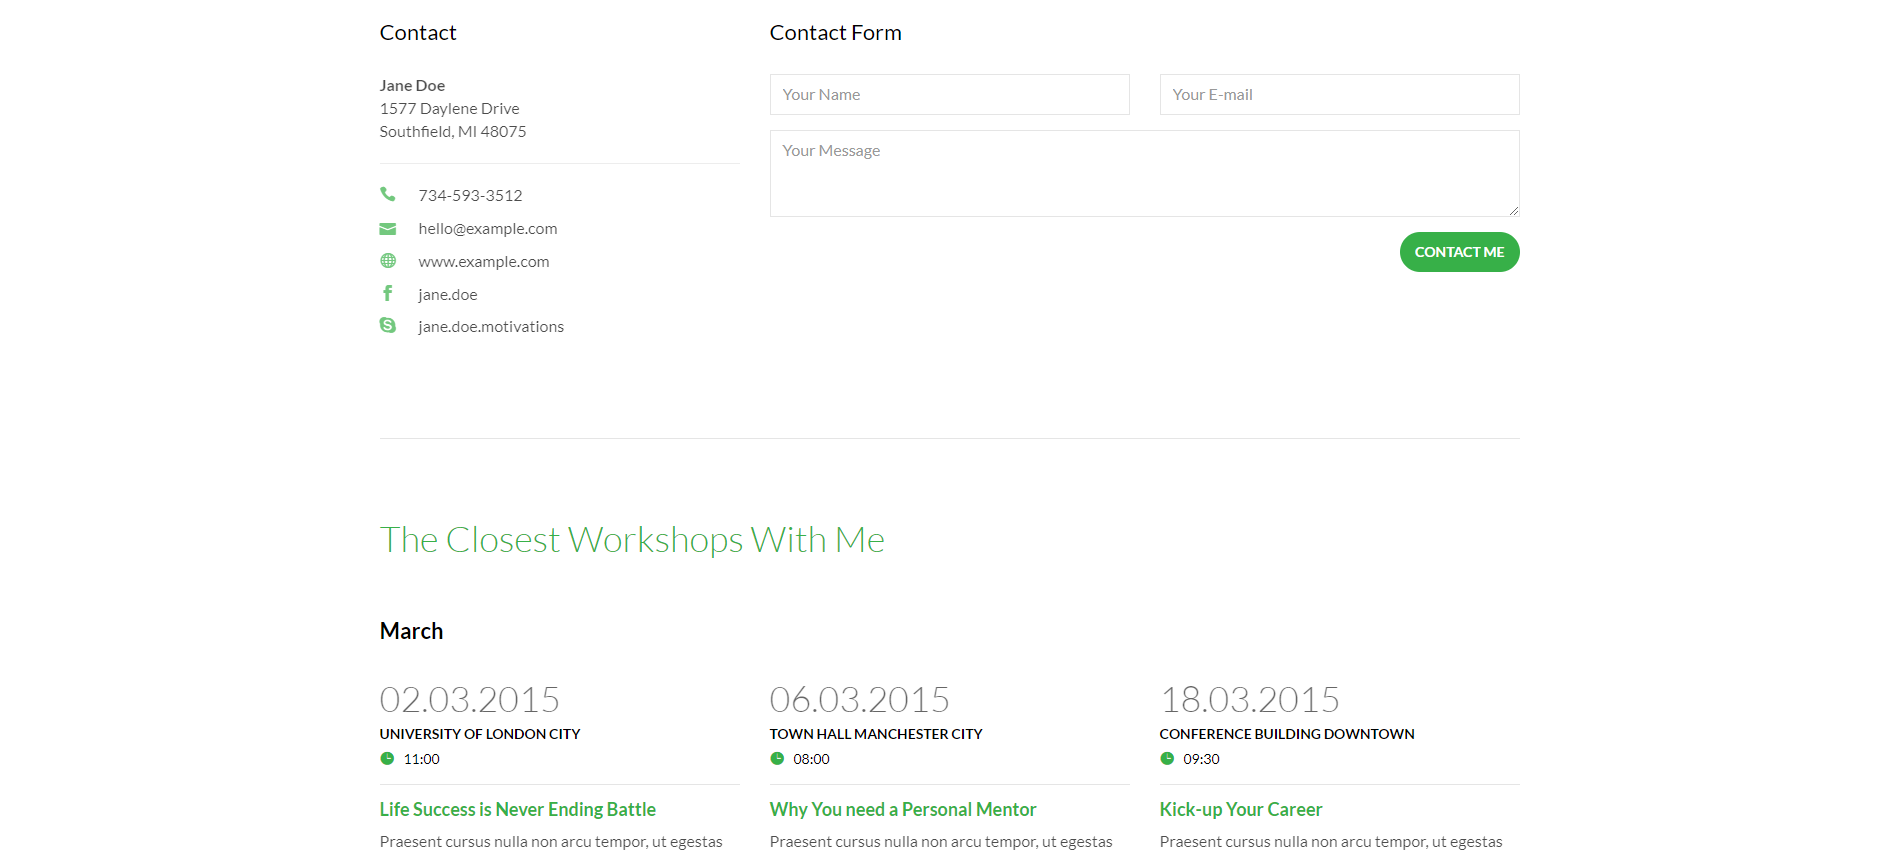 Contact
Jane Doe
1577 Daylene Drive
Southfield, MI 48075
734-593-3512
hello@example.com
www.example.com
jane.doe
jane.doe.motivations
Contact Form
Your Name
Your E-mail
Your Message
CONTACT ME
The Closest Workshops With Me
March
02.03.2015
UNIVERSITY OF LONDON CITY
11:00
Life Success is Never Ending Battle
Praesent cursus nulla non arcu tempor, ut egestas
06.03.2015
TOWN HALL MANCHESTER CITY
08:00
Why You need a Personal Mentor
Praesent cursus nulla non arcu tempor, ut egestas
18.03.2015
CONFERENCE BUILDING DOWNTOWN
09:30
Kick-up Your Career
Praesent cursus nulla non arcu tempor, ut egestas